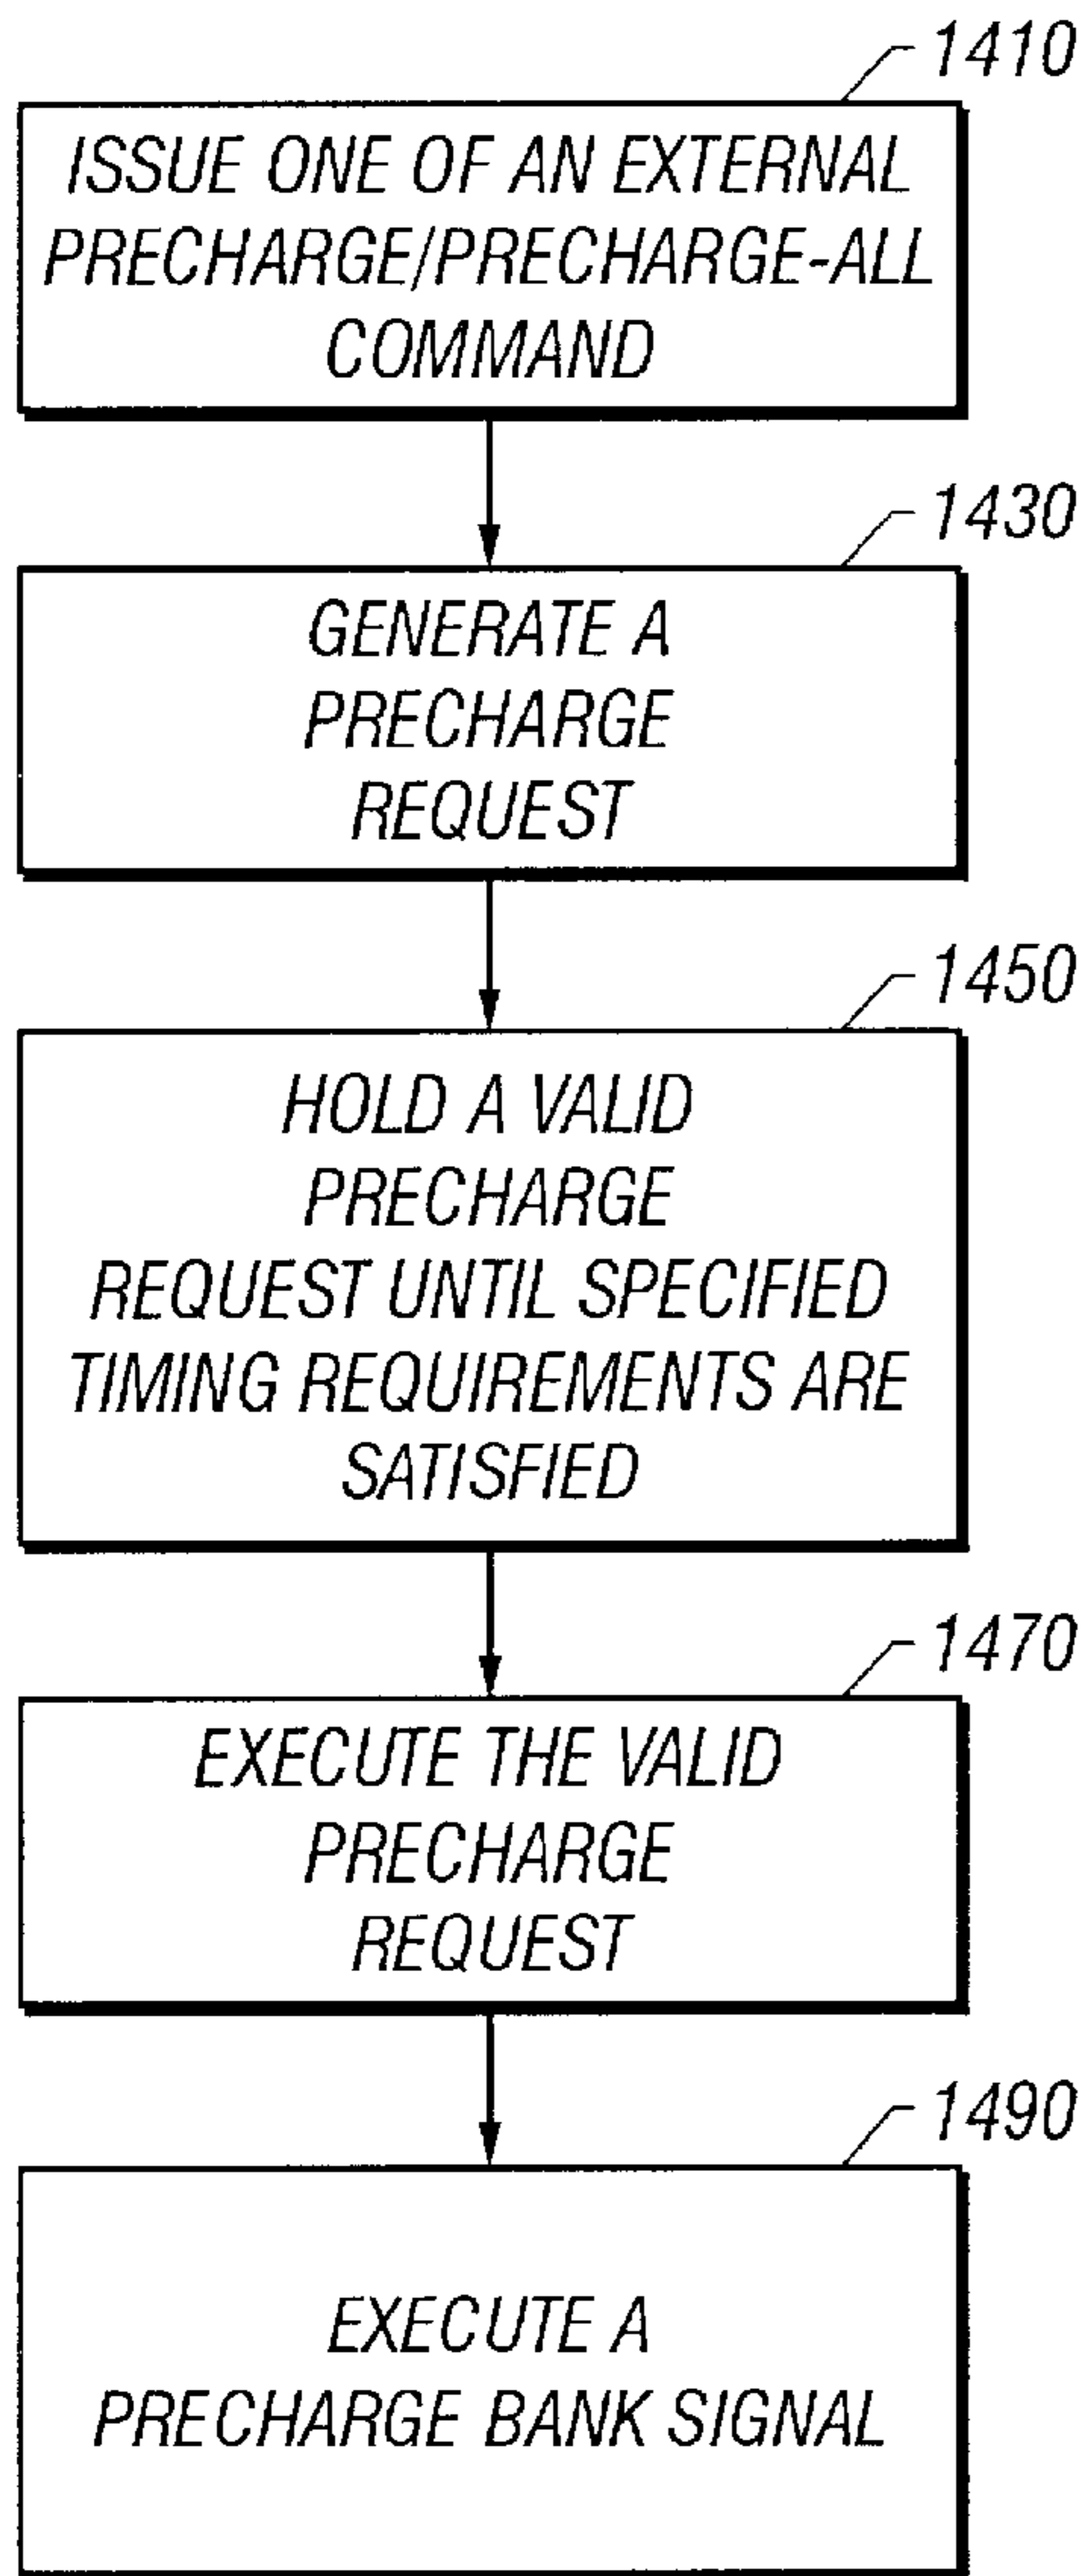 1410
ISSUE ONE OF AN EXTERNAL
PRECHARGE/PRECHARGE-ALL
COMMAND
1430
GENERATE A
PRECHARGE
REQUEST
1450
HOLD A VALID
PRECHARGE
REQUEST UNTIL SPECIFIED
TIMING REQUIREMENTS ARE
SATISFIED
1470
EXECUTE THE VALID
PRECHARGE
REQUEST
1490
EXECUTE A
PRECHARGE BANK SIGNAL